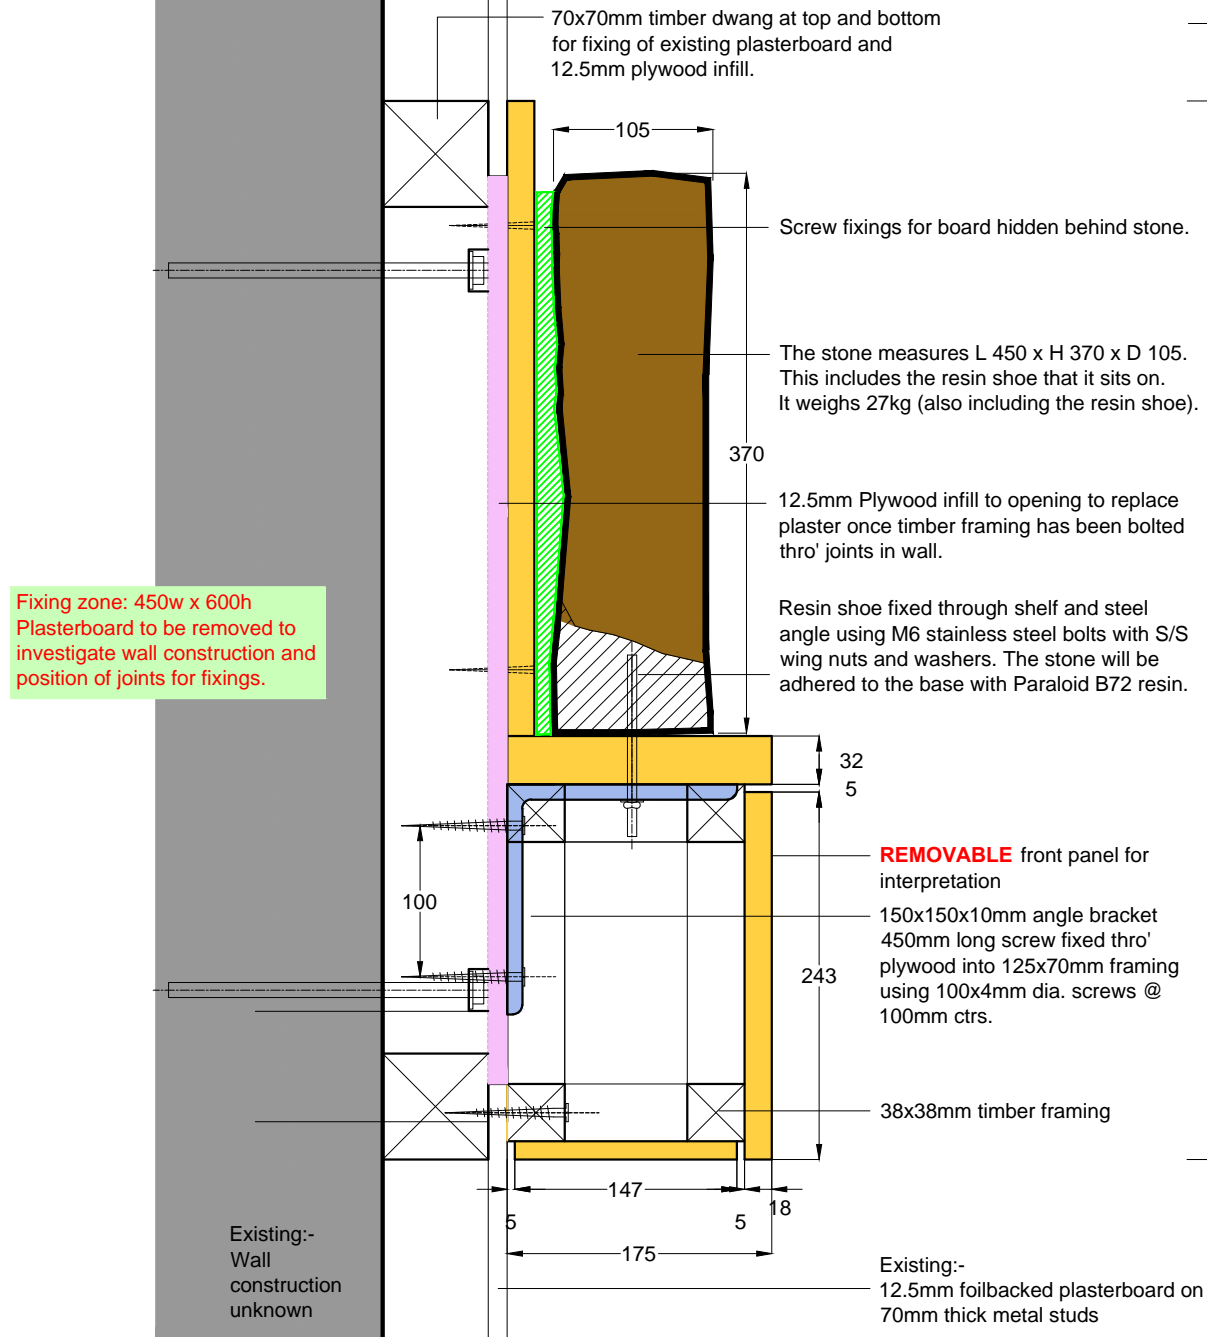 70x70mm timber dwang at top and bottom
for fixing of existing plasterboard and
12.5mm plywood infill.
105
Screw fixings for board hidden behind stone.
The stone measures L 450 x H 370 x D 105.
This includes the resin shoe that it sits on.
It weighs 27kg (also including the resin shoe).
370
12.5mm Plywood infill to opening to replace
plaster once timber framing has been bolted
thro' joints in wall.
Fixing zone: 450w x 600h
Plasterboard to be removed to
investigate wall construction and
position of joints for fixings.
Resin shoe fixed through shelf and steel
angle using M6 stainless steel bolts with S/S
wing nuts and washers. The stone will be
adhered to the base with Paraloid B72 resin.
32
5
REMOVABLE front panel for
interpretation
100
150x150x10mm angle bracket
450mm long screw fixed thro'
plywood into 125x70mm framing
using 100x4mm dia. screws @
100mm ctrs.
243
38x38mm timber framing
147
5
5
18
175
Existing:-
Wall
construction
unknown
Existing:-
12.5mm foilbacked plasterboard on
70mm thick metal studs